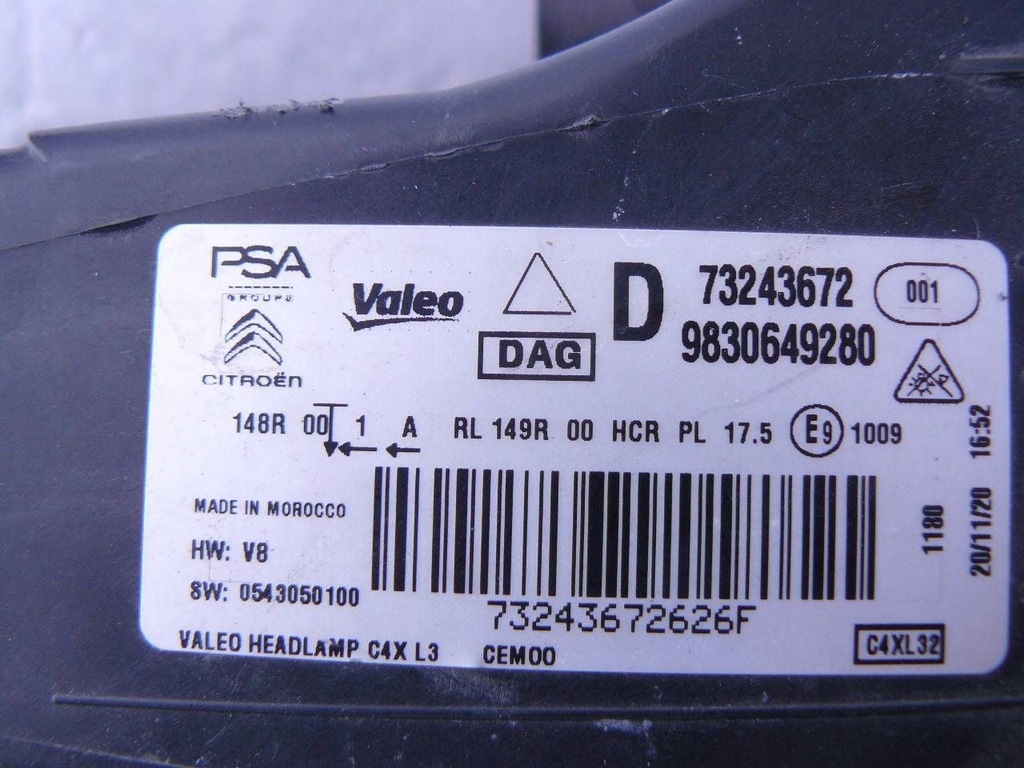 PSA
GROUPE
CITROËN
Valeo
DAG
D
73243672
9830649280
001
148R 00 1 A RL 149R 00 HCR PL 17.5 E9 1009
MADE IN MOROCCO
HW: V8
SW: 0543050100
73243672626F
VALEO HEADLAMP C4X L3 CEM00
C4XL32
1180
20/11/20 16:52